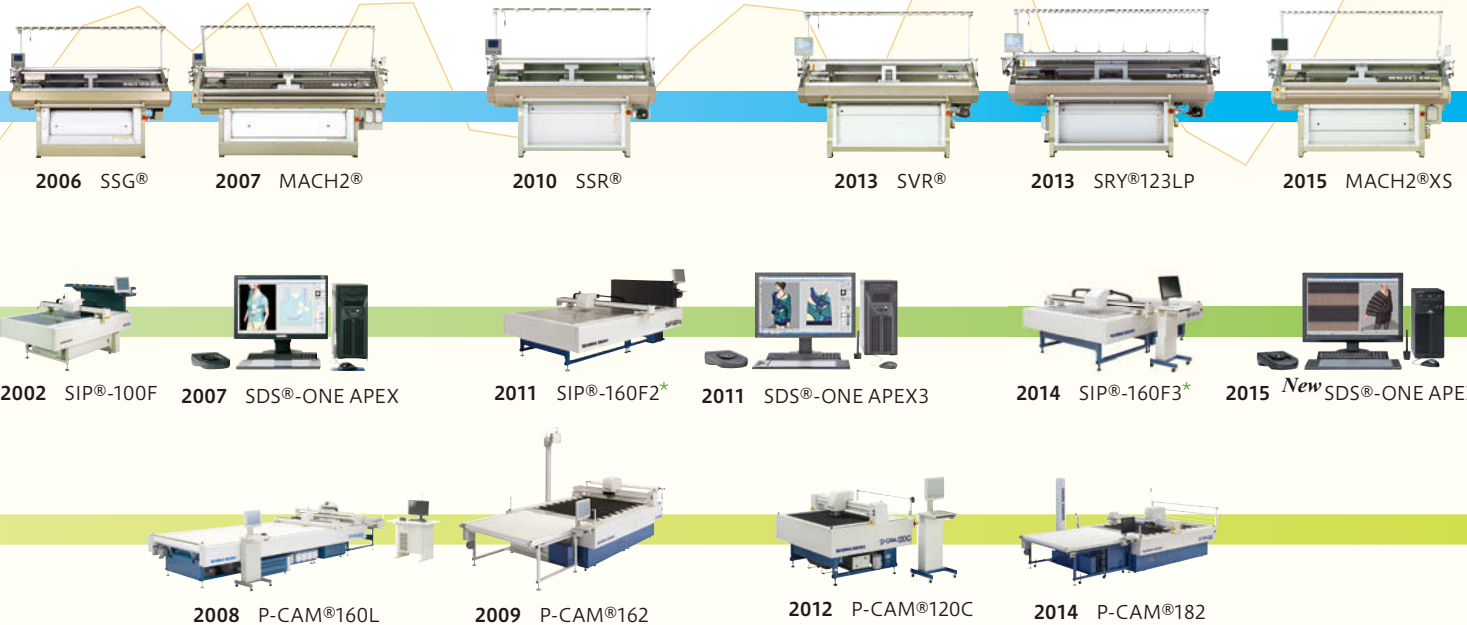 2006 SSG®
2007 MACH2®
2010 SSR®
2013 SVR®
2013 SRY®123LP
2015 MACH2®XS
2002 SIP®-100F
2007 SDS®-ONE APEX
2011 SIP®-160F2*
2011 SDS®-ONE APEX3
2014 SIP®-160F3*
2015 New SDS®-ONE APE
2008 P-CAM®160L
2009 P-CAM®162
2012 P-CAM®120C
2014 P-CAM®182